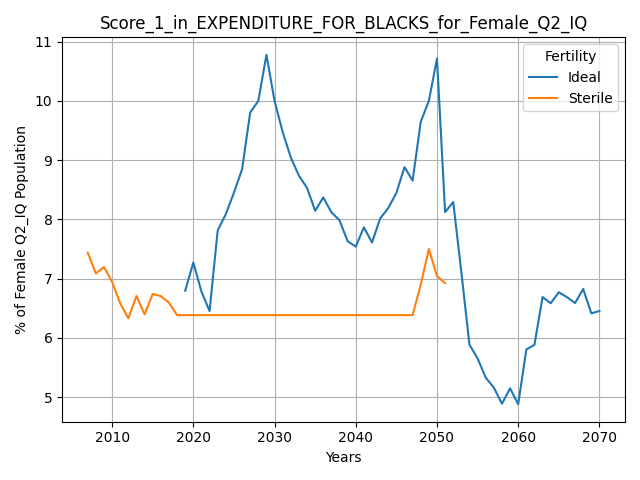 Score_1_in_EXPENDITURE_FOR_BLACKS_for_Female_Q2_IQ
11
10
9
8
7
6
5
% of Female Q2_IQ Population
Fertility
Ideal
Sterile
2010 2020 2030 2040 2050 2060 2070
Years